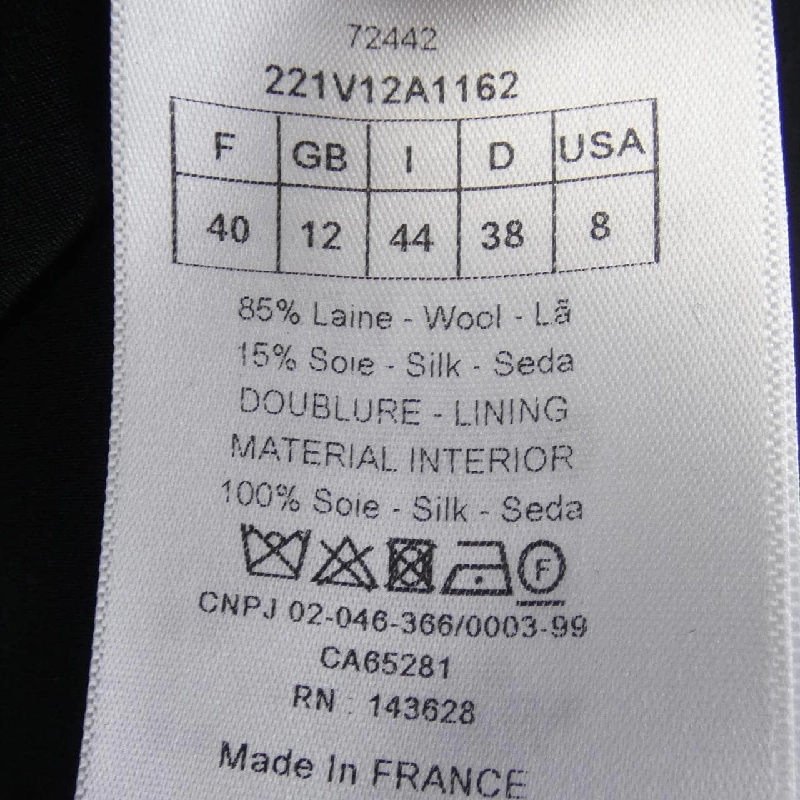 72442
221V12A1162
F GB I D USA
40 12 44 38 8
85% Laine - Wool - Lã
15% Soie - Silk - Seda
DOUBLURE - LINING
MATERIAL INTERIOR
100% Soie - Silk - Seda
F
CNPJ 02-046-366/0003-99
CA65281
RN : 143628
Made In FRANCE